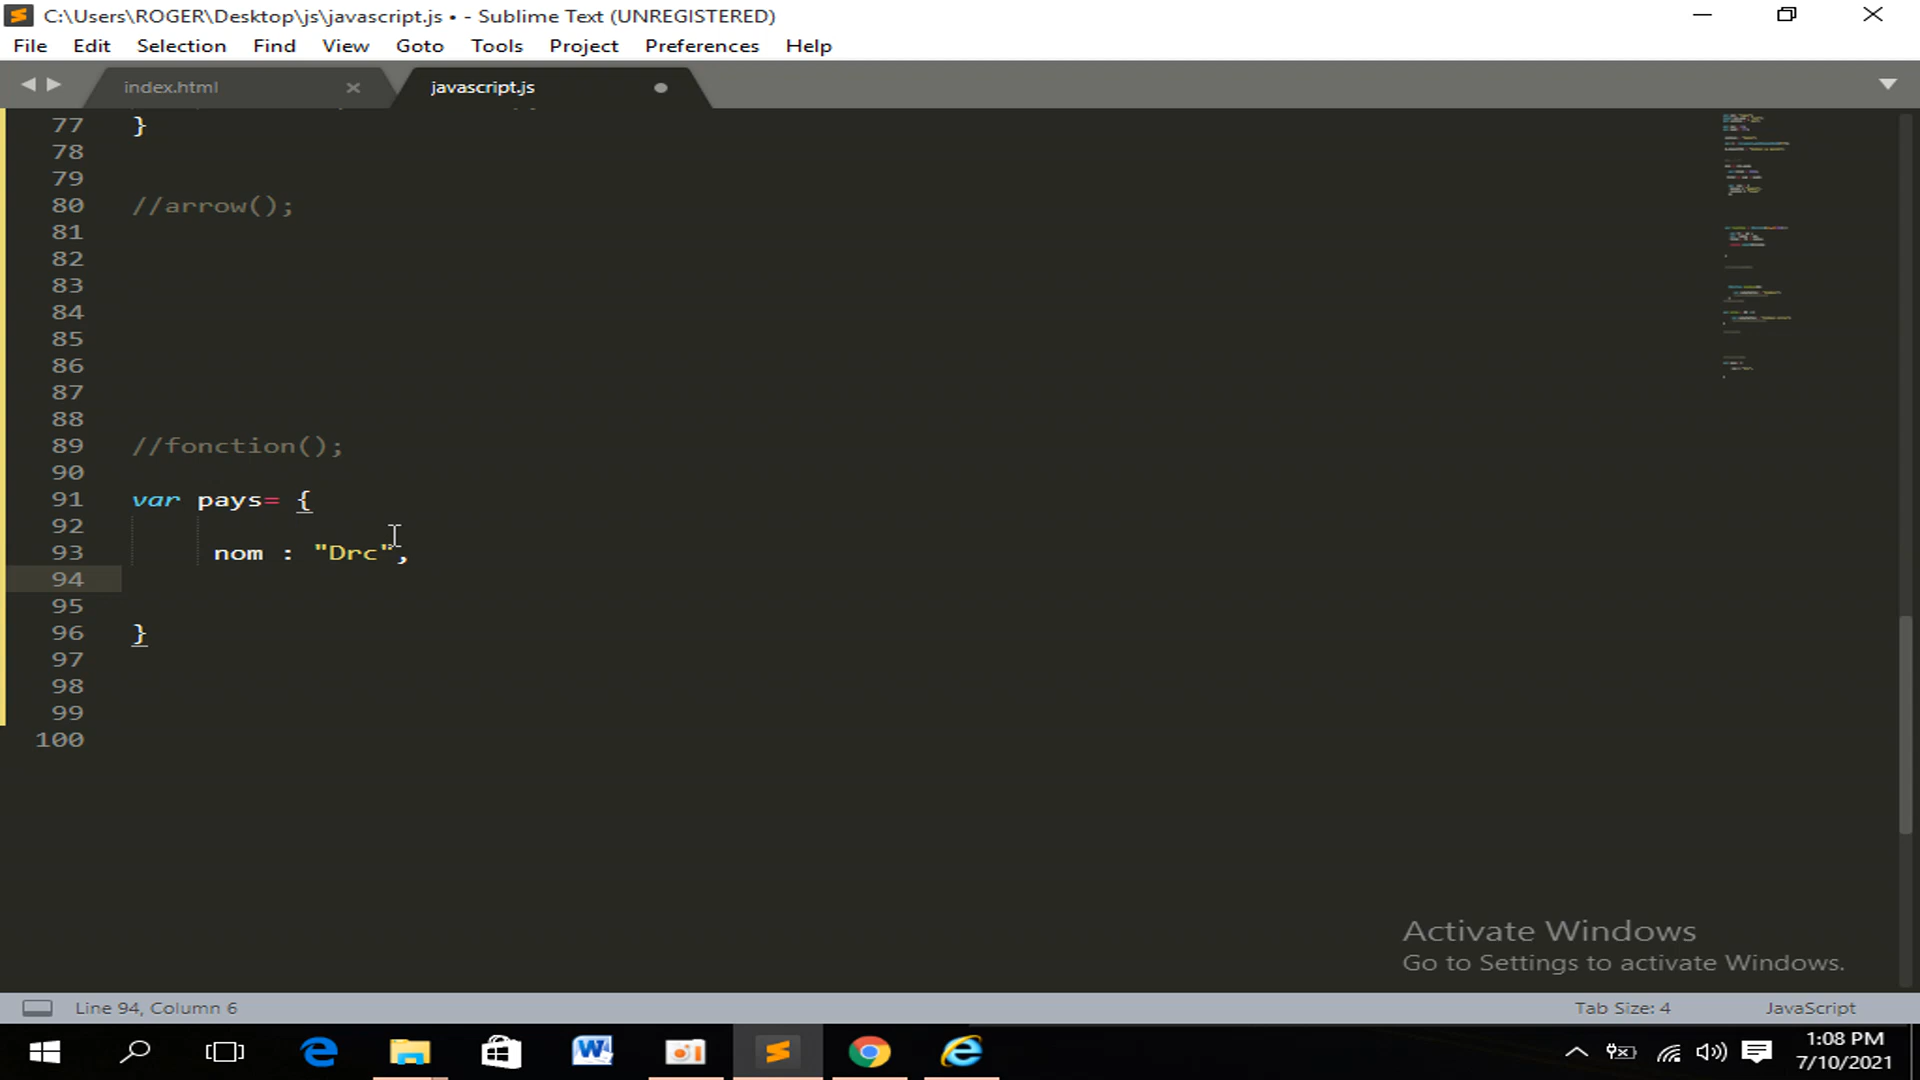 C:\Users\ROGER\Desktop\js\javascript.js • - Sublime Text (UNREGISTERED)
File Edit Selection Find View Goto Tools Project Preferences Help
index.html javascript.js
77 }
78
79
80 //arrow();
81
82
83
84
85
86
87
88
89 //fonction();
90
91 var pays= {
92
93 nom : "Drc",
94
95
96 }
97
98
99
100
Activate Windows
Go to Settings to activate Windows.
Line 94, Column 6 Tab Size: 4 JavaScript
1:08 PM
7/10/2021